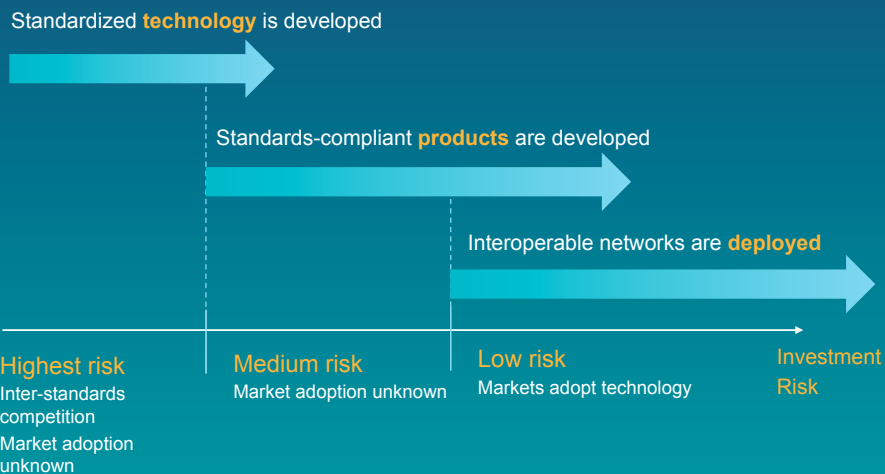 Standardized technology is developed
Standards-compliant products are developed
Interoperable networks are deployed
Highest risk
Inter-standards
competition
Market adoption
unknown
Medium risk
Market adoption unknown
Low risk
Markets adopt technology
Investment
Risk